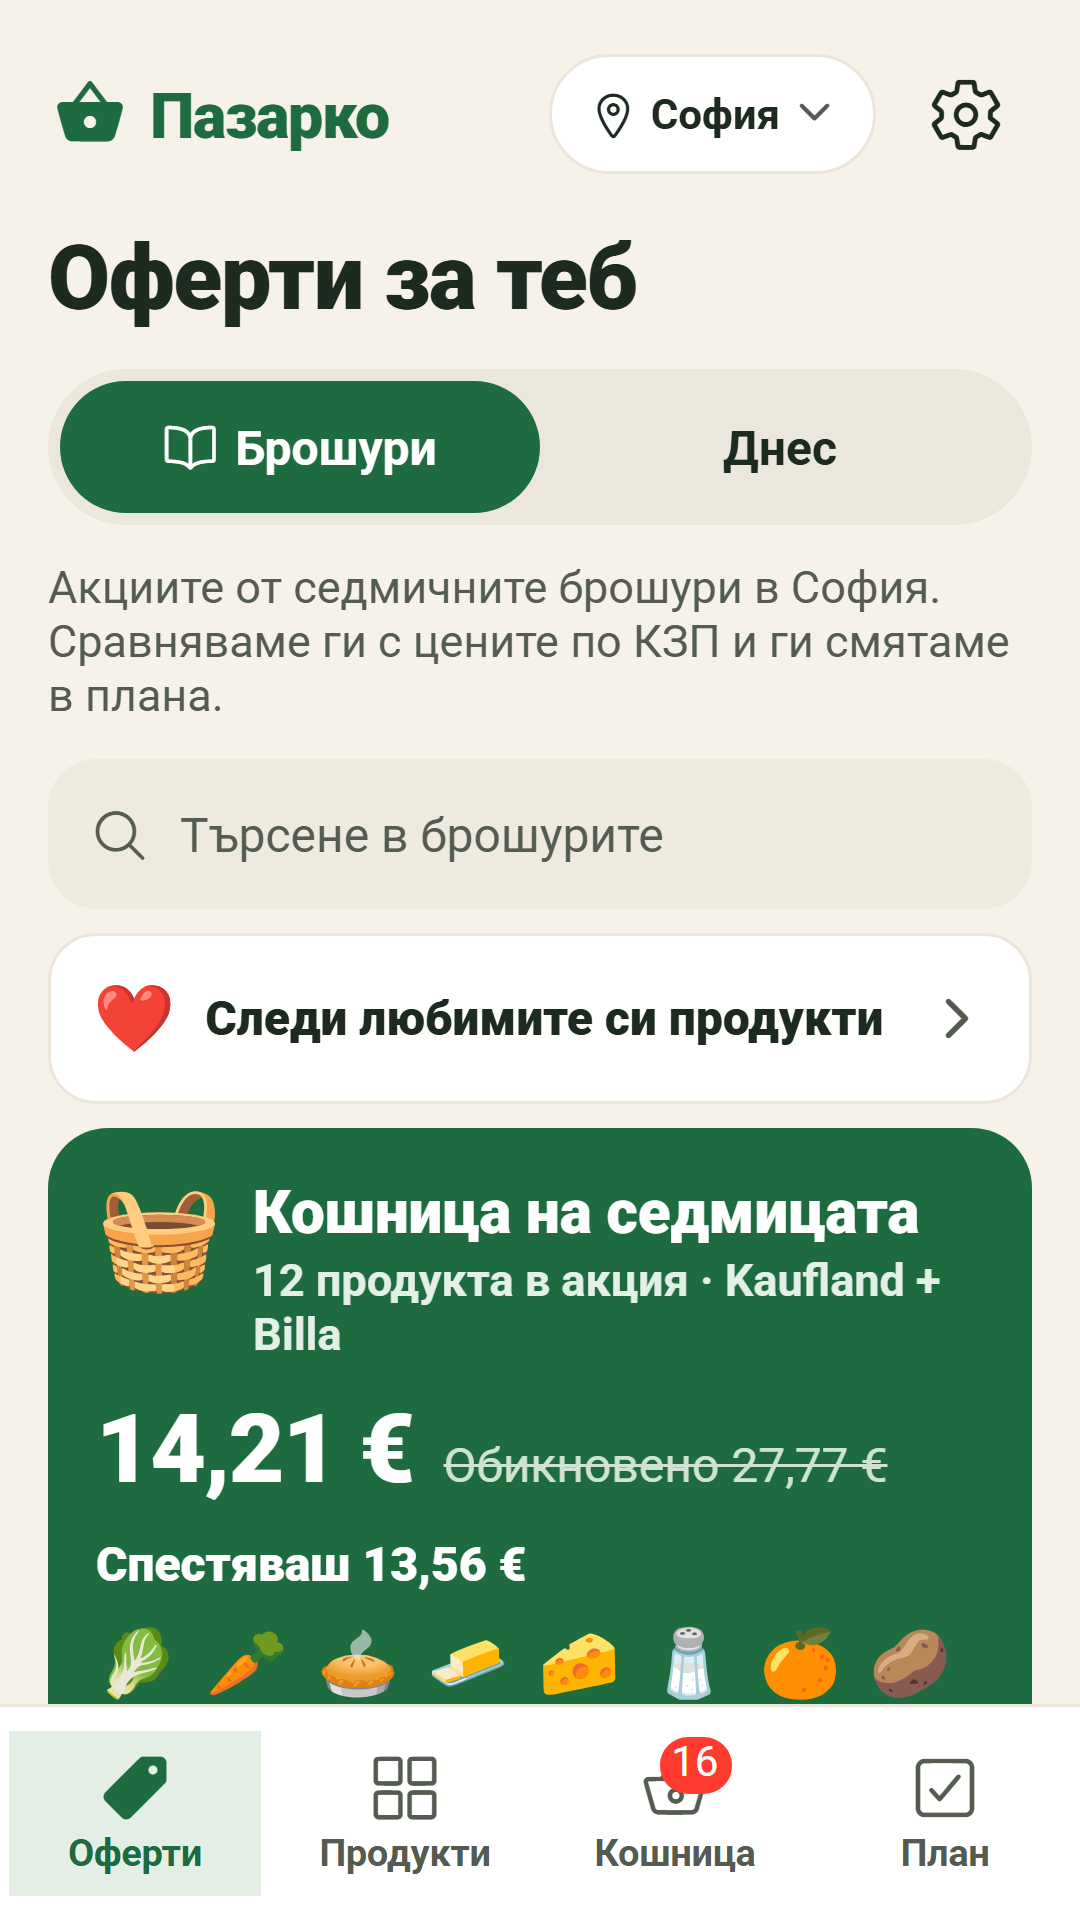 Пазарко
София
Оферти за теб
Брошури
Днес
Акциите от седмичните брошури в София.
Сравняваме ги с цените по КЗП и ги смятаме
в плана.
Търсене в брошурите
Следи любимите си продукти
Кошница на седмицата
12 продукта в акция · Kaufland +
Billa
14,21 € Обикновено 27,77 €
Спестяваш 13,56 €
16
Оферти
Продукти
Кошница
План